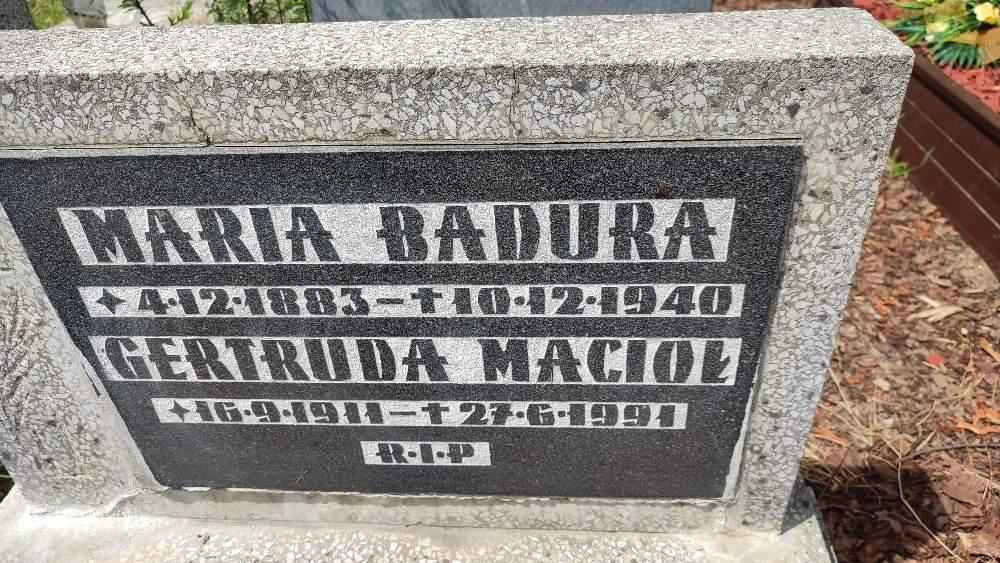 MARIA BADURA
✦ 4·12·1883 – † 10·12·1940
GERTRUDA MACIOŁ
✦ 16·9·1911 – † 27·6·1991
R·I·P